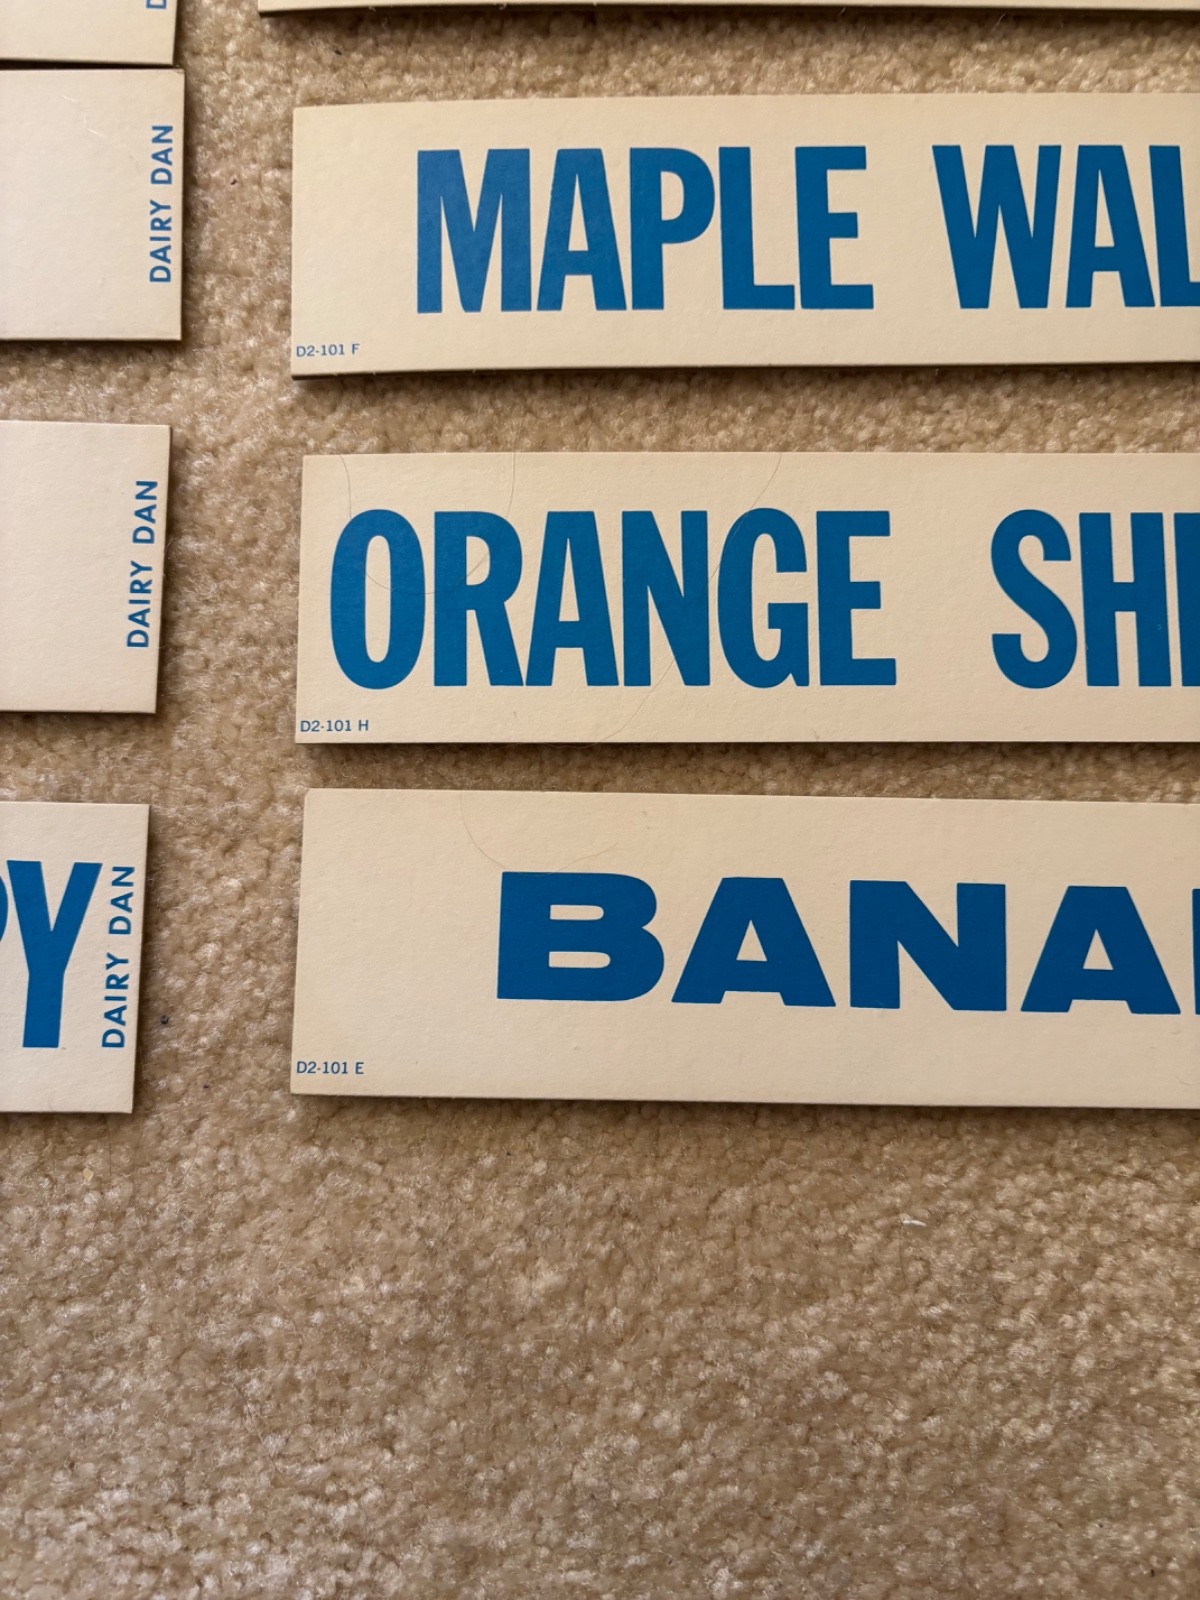 DAIRY DAN
MAPLE WAL
D2-101 F
DAIRY DAN
ORANGE SH
D2-101 H
PY
DAIRY DAN
BANA
D2-101 E